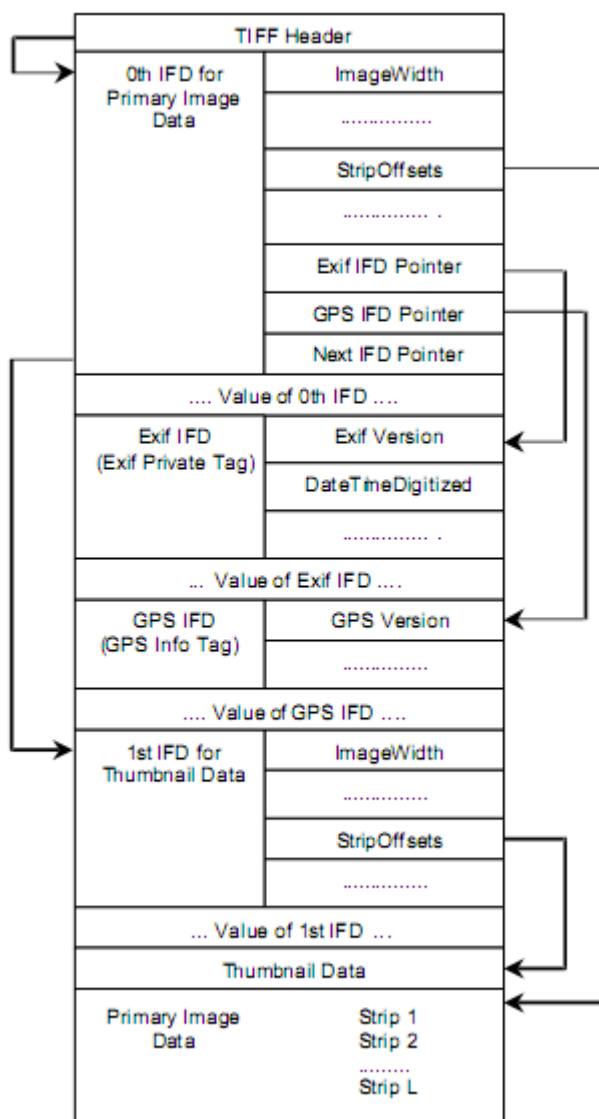 TIFF Header
0th IFD for
Primary Image
Data
ImageWidth
................
StripOffsets
............... .
Exif IFD Pointer
GPS IFD Pointer
Next IFD Pointer
.... Value of 0th IFD ....
Exif IFD
(Exif Private Tag)
Exif Version
DateTimeDigitized
............... .
... Value of Exif IFD ....
GPS IFD
(GPS Info Tag)
GPS Version
...............
.... Value of GPS IFD ....
1st IFD for
Thumbnail Data
ImageWidth
...............
StripOffsets
...............
... Value of 1st IFD ...
Thumbnail Data
Primary Image
Data
Strip 1
Strip 2
.........
Strip L